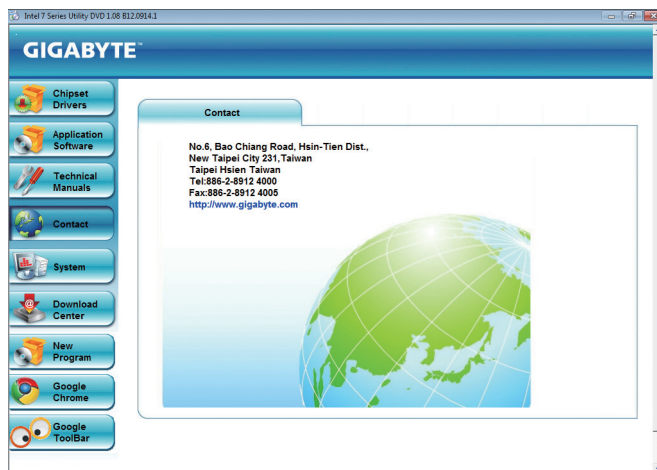 Intel 7 Series Utility DVD 1.08 B12.0914.1
GIGABYTE™
Chipset
Drivers
Application
Software
Technical
Manuals
Contact
System
Download
Center
New
Program
Google
Chrome
Google
ToolBar
Contact
No.6, Bao Chiang Road, Hsin-Tien Dist.,
New Taipei City 231,Taiwan
Taipei Hsien Taiwan
Tel:886-2-8912 4000
Fax:886-2-8912 4005
http://www.gigabyte.com